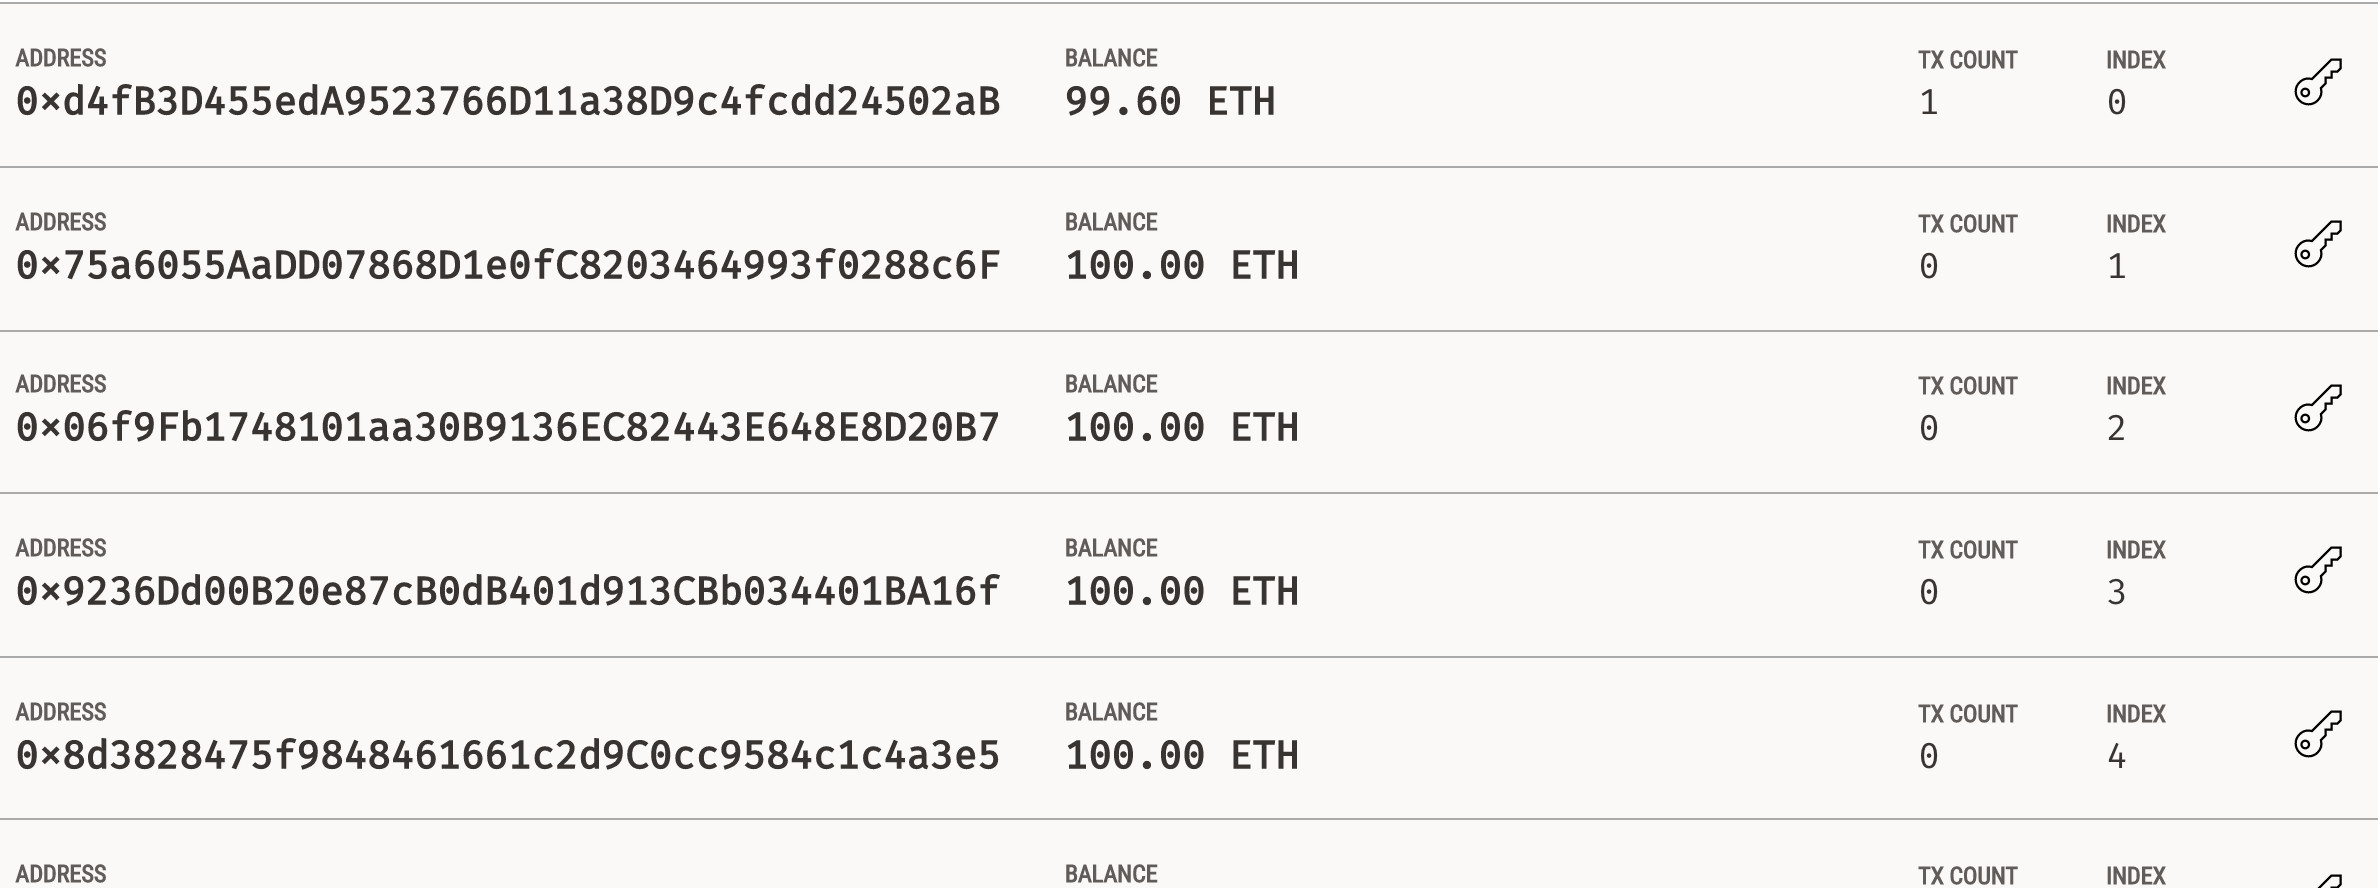 ADDRESS BALANCE TX COUNT INDEX
0×d4fB3D455edA9523766D11a38D9c4fcdd24502aB 99.60 ETH 1 0
ADDRESS BALANCE TX COUNT INDEX
0×75a6055AaDD07868D1e0fC8203464993f0288c6F 100.00 ETH 0 1
ADDRESS BALANCE TX COUNT INDEX
0×06f9Fb1748101aa30B9136EC82443E648E8D20B7 100.00 ETH 0 2
ADDRESS BALANCE TX COUNT INDEX
0×9236Dd00B20e87cB0dB401d913CBb034401BA16f 100.00 ETH 0 3
ADDRESS BALANCE TX COUNT INDEX
0×8d3828475f9848461661c2d9C0cc9584c1c4a3e5 100.00 ETH 0 4
ADDRESS BALANCE TX COUNT INDEX